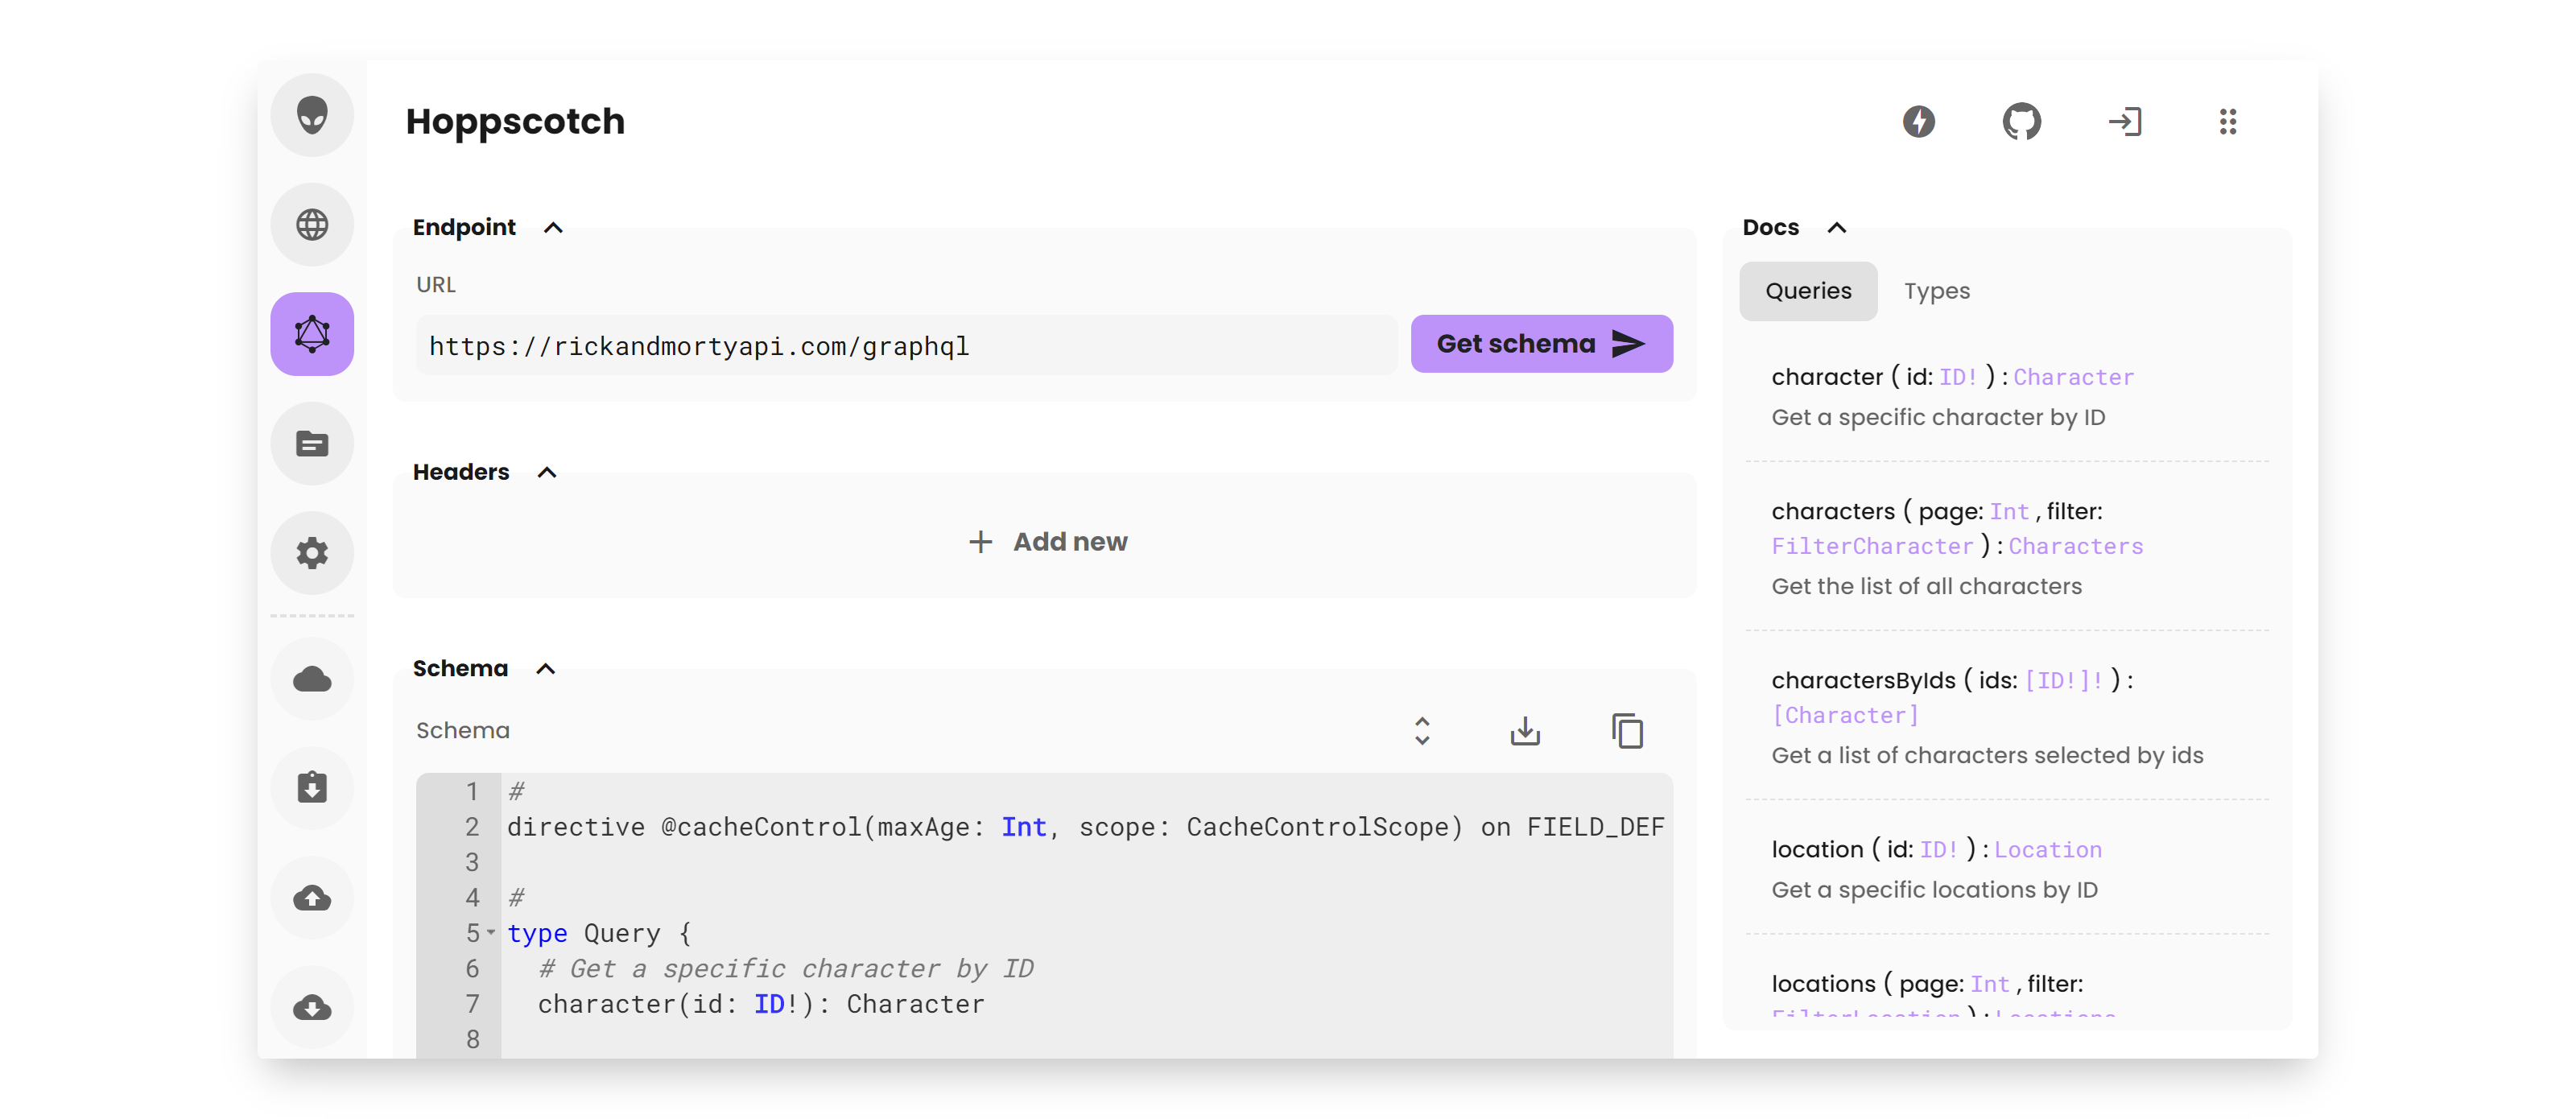 Hoppscotch
Endpoint
URL
https://rickandmortyapi.com/graphql
Get schema
Headers
Add new
Schema
Schema
1 #
2 directive @cacheControl(maxAge: Int, scope: CacheControlScope) on FIELD_DEF
3
4 #
5 type Query {
6 # Get a specific character by ID
7 character(id: ID!): Character
8
Docs
Queries Types
character ( id: ID! ) : Character
Get a specific character by ID
characters ( page: Int , filter:
FilterCharacter ) : Characters
Get the list of all characters
charactersByIds ( ids: [ID!]! ) :
[Character]
Get a list of characters selected by ids
location ( id: ID! ) : Location
Get a specific locations by ID
locations ( page: Int , filter:
FilterLocation ) : Locations